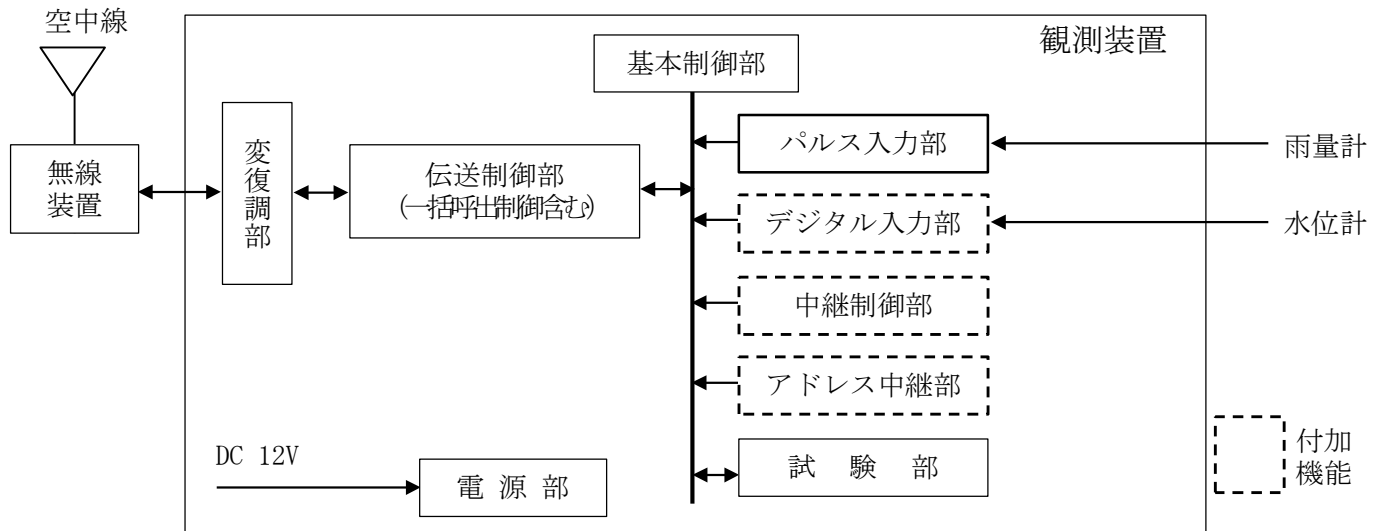 空中線
観測装置
基本制御部
無線
装置
変復調部
伝送制御部
(一括呼出制御含む)
パルス入力部
雨量計
デジタル入力部
水位計
中継制御部
アドレス中継部
試験部
DC 12V
電源部
付加
機能